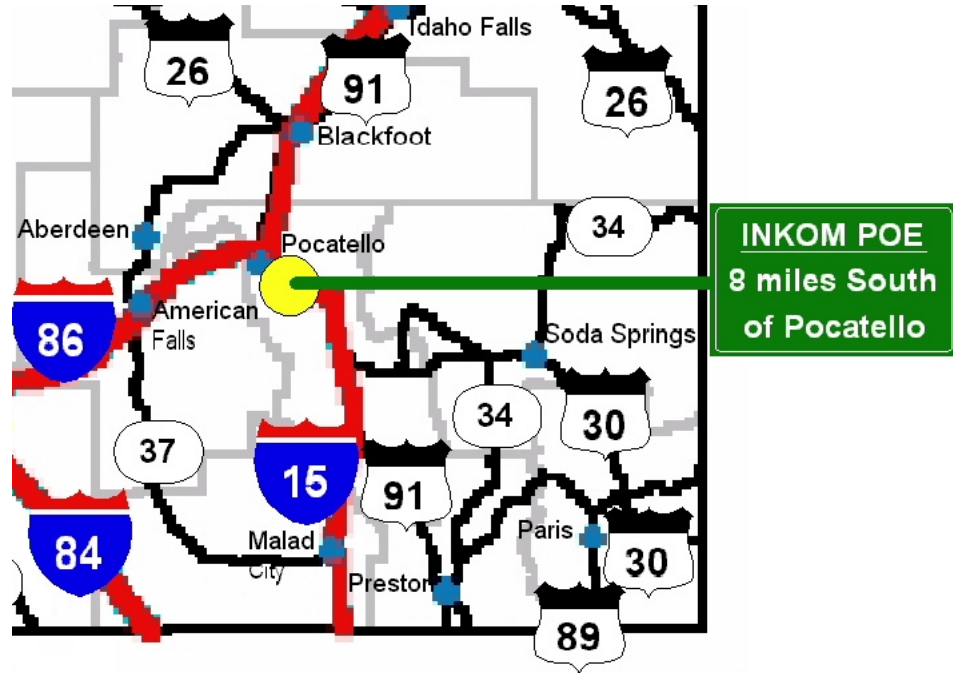 Idaho Falls
26
91
26
Blackfoot
Aberdeen
34
INKOM POE
8 miles South
of Pocatello
Pocatello
American
Falls
86
Soda Springs
34
30
37
15
91
84
Malad
City
Paris
30
Preston
89